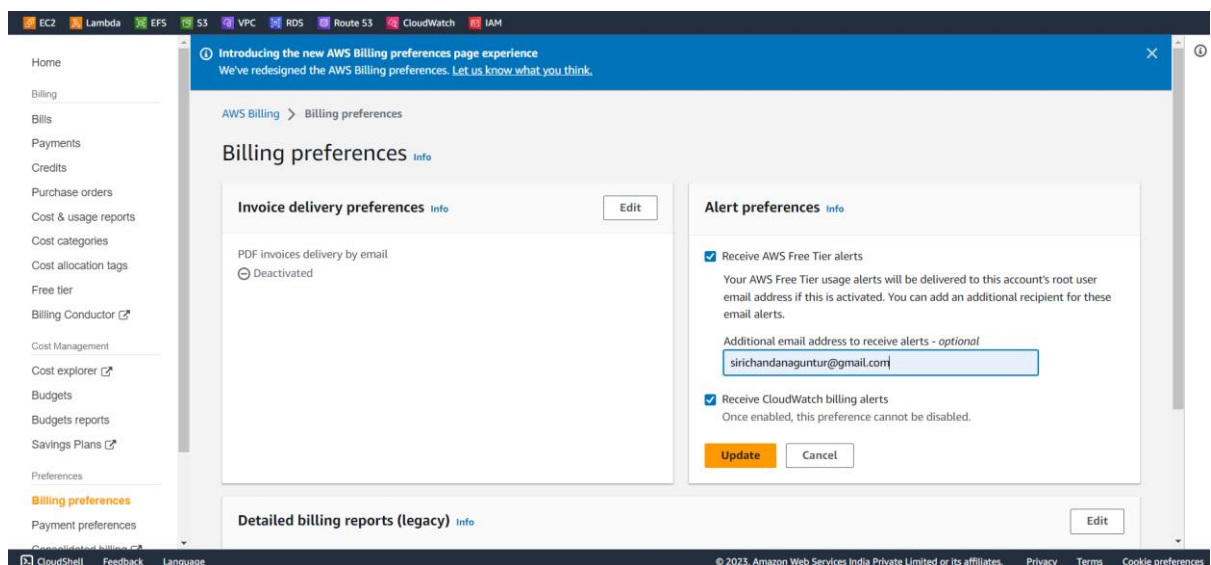 EC2 Lambda EFS S3 VPC RDS Route 53 CloudWatch IAM
Introducing the new AWS Billing preferences page experience
We've redesigned the AWS Billing preferences. Let us know what you think.
Home
Billing
Bills
Payments
Credits
Purchase orders
Cost & usage reports
Cost categories
Cost allocation tags
Free tier
Billing Conductor
Cost Management
Cost explorer
Budgets
Budgets reports
Savings Plans
Preferences
Billing preferences
Payment preferences
Consolidated billing
AWS Billing > Billing preferences
Billing preferences Info
Invoice delivery preferences Info
Edit
PDF invoices delivery by email
Deactivated
Alert preferences Info
Receive AWS Free Tier alerts
Your AWS Free Tier usage alerts will be delivered to this account's root user
email address if this is activated. You can add an additional recipient for these
email alerts.
Additional email address to receive alerts - optional
sirichandanaguntur@gmail.com
Receive CloudWatch billing alerts
Once enabled, this preference cannot be disabled.
Update Cancel
Detailed billing reports (legacy) Info
Edit
CloudShell Feedback Language
© 2023, Amazon Web Services India Private Limited or its affiliates. Privacy Terms Cookie preferences